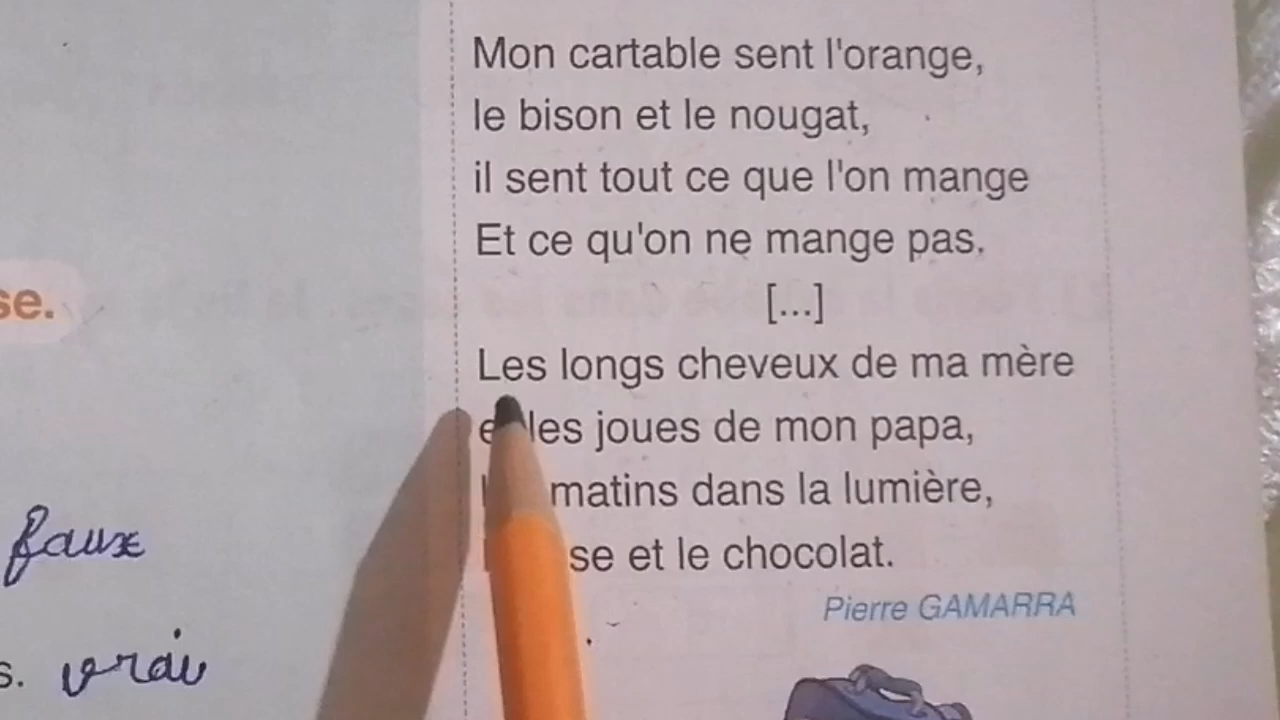 Mon cartable sent l'orange,
le bison et le nougat,
il sent tout ce que l'on mange
Et ce qu'on ne mange pas.
[...]
se.
Les longs cheveux de ma mère
les joues de mon papa,
matins dans la lumière,
faux
et le chocolat.
Pierre GAMARRA
s. vrai